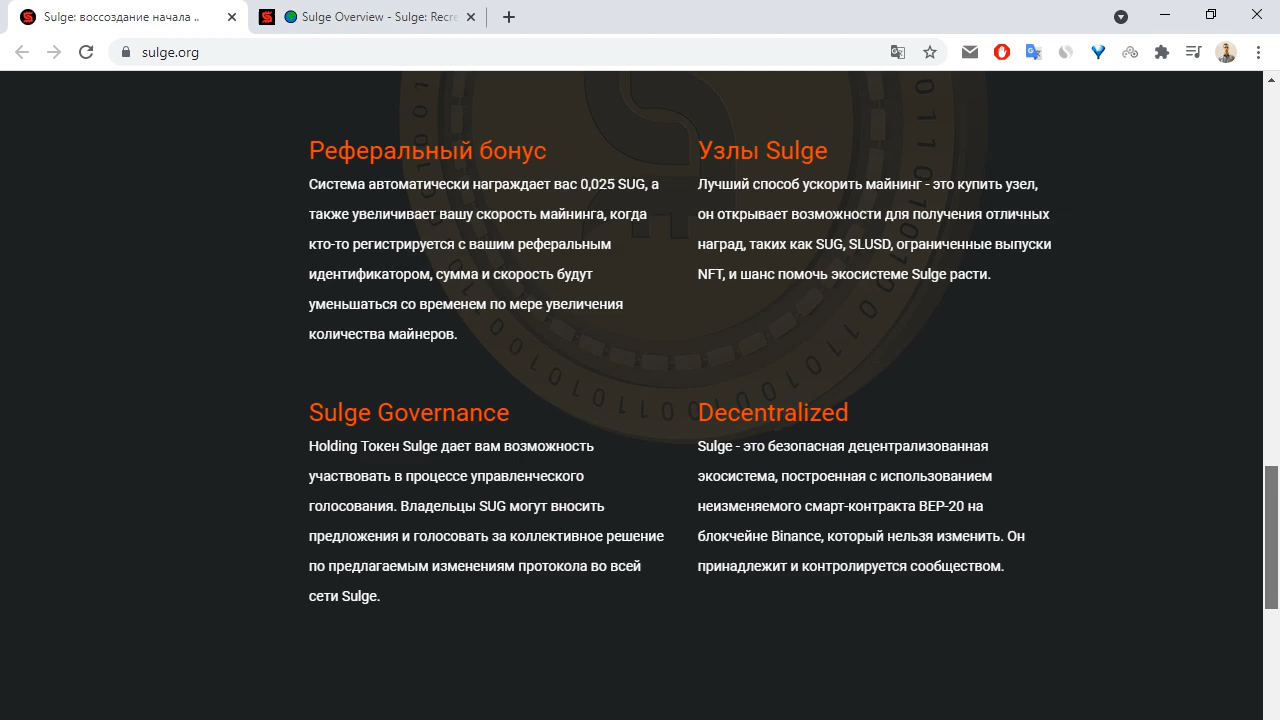 Sulge: воссоздание начала ..
Sulge Overview - Sulge: Recre
sulge.org
Реферальный бонус
Система автоматически награждает вас 0,025 SUG, а
также увеличивает вашу скорость майнинга, когда
кто-то регистрируется с вашим реферальным
идентификатором, сумма и скорость будут
уменьшаться со временем по мере увеличения
количества майнеров.
Узлы Sulge
Лучший способ ускорить майнинг - это купить узел,
он открывает возможности для получения отличных
наград, таких как SUG, SLUSD, ограниченные выпуски
NFT, и шанс помочь экосистеме Sulge расти.
Sulge Governance
Holding Токен Sulge дает вам возможность
участвовать в процессе управленческого
голосования. Владельцы SUG могут вносить
предложения и голосовать за коллективное решение
по предлагаемым изменениям протокола во всей
сети Sulge.
Decentralized
Sulge - это безопасная децентрализованная
экосистема, построенная с использованием
неизменяемого смарт-контракта BEP-20 на
блокчейне Binance, который нельзя изменить. Он
принадлежит и контролируется сообществом.